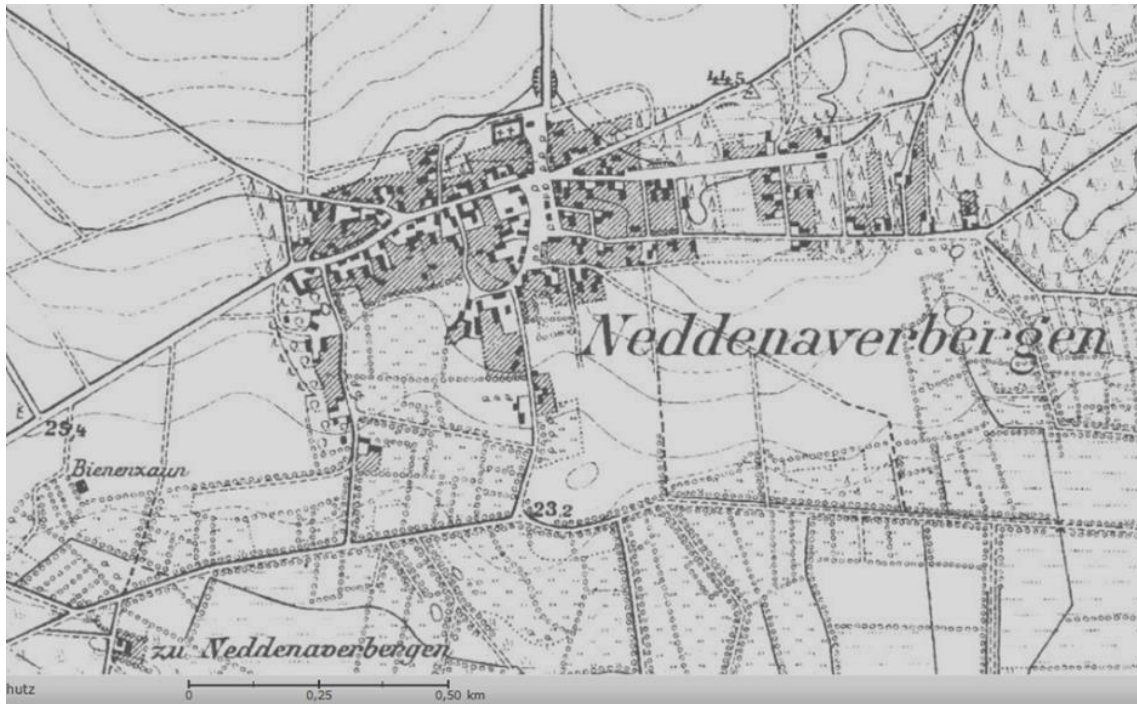 44,5
Neddenaverbergen
25,4
Bienenzaun
23,2
zu Neddenaverbergen
hutz
0 0,25 0,50 km